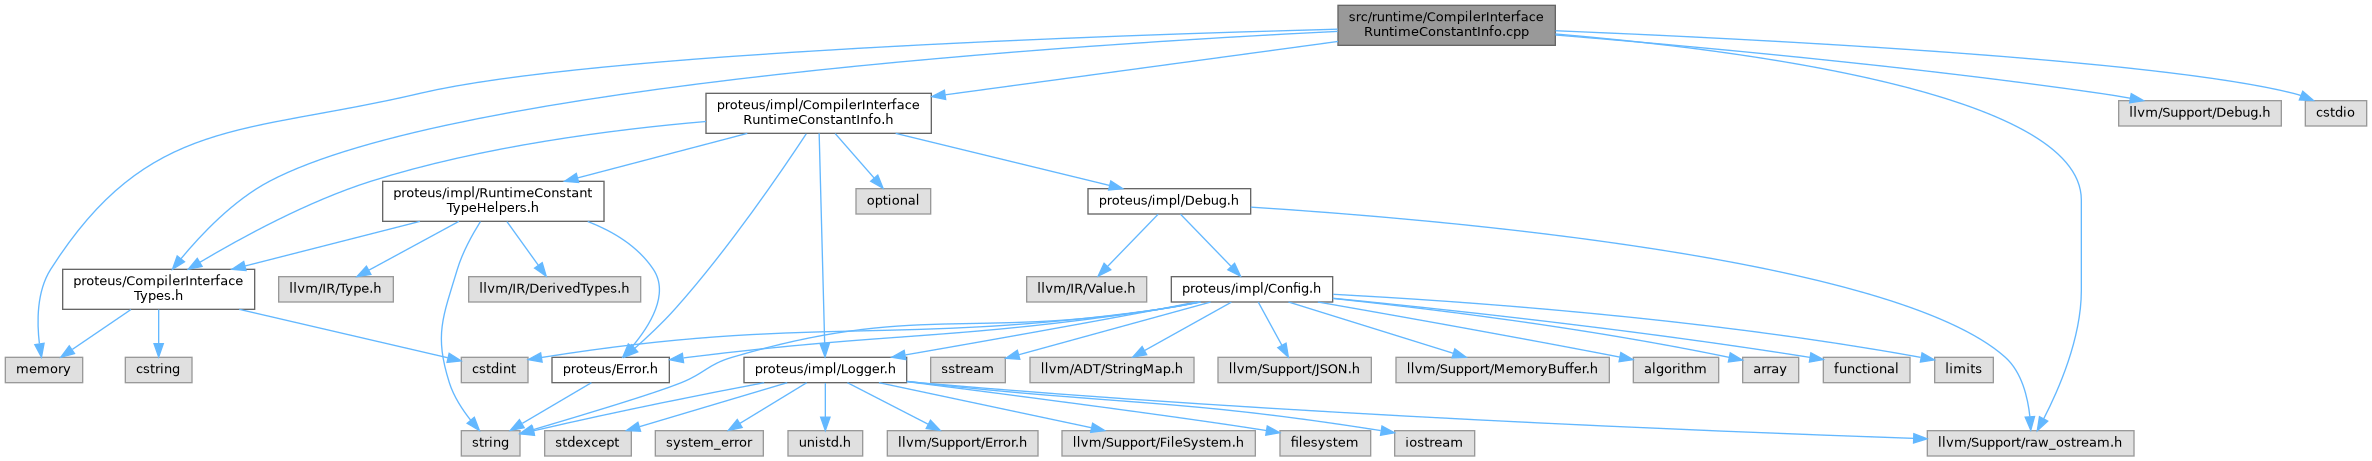 src/runtime/CompilerInterface
RuntimeConstantInfo.cpp
proteus/impl/CompilerInterface
RuntimeConstantInfo.h
llvm/Support/Debug.h
cstdio
proteus/impl/RuntimeConstant
TypeHelpers.h
optional
proteus/impl/Debug.h
proteus/CompilerInterface
Types.h
llvm/IR/Type.h
llvm/IR/DerivedTypes.h
llvm/IR/Value.h
proteus/impl/Config.h
memory
cstring
cstdint
proteus/Error.h
proteus/impl/Logger.h
sstream
llvm/ADT/StringMap.h
llvm/Support/JSON.h
llvm/Support/MemoryBuffer.h
algorithm
array
functional
limits
string
stdexcept
system_error
unistd.h
llvm/Support/Error.h
llvm/Support/FileSystem.h
filesystem
iostream
llvm/Support/raw_ostream.h